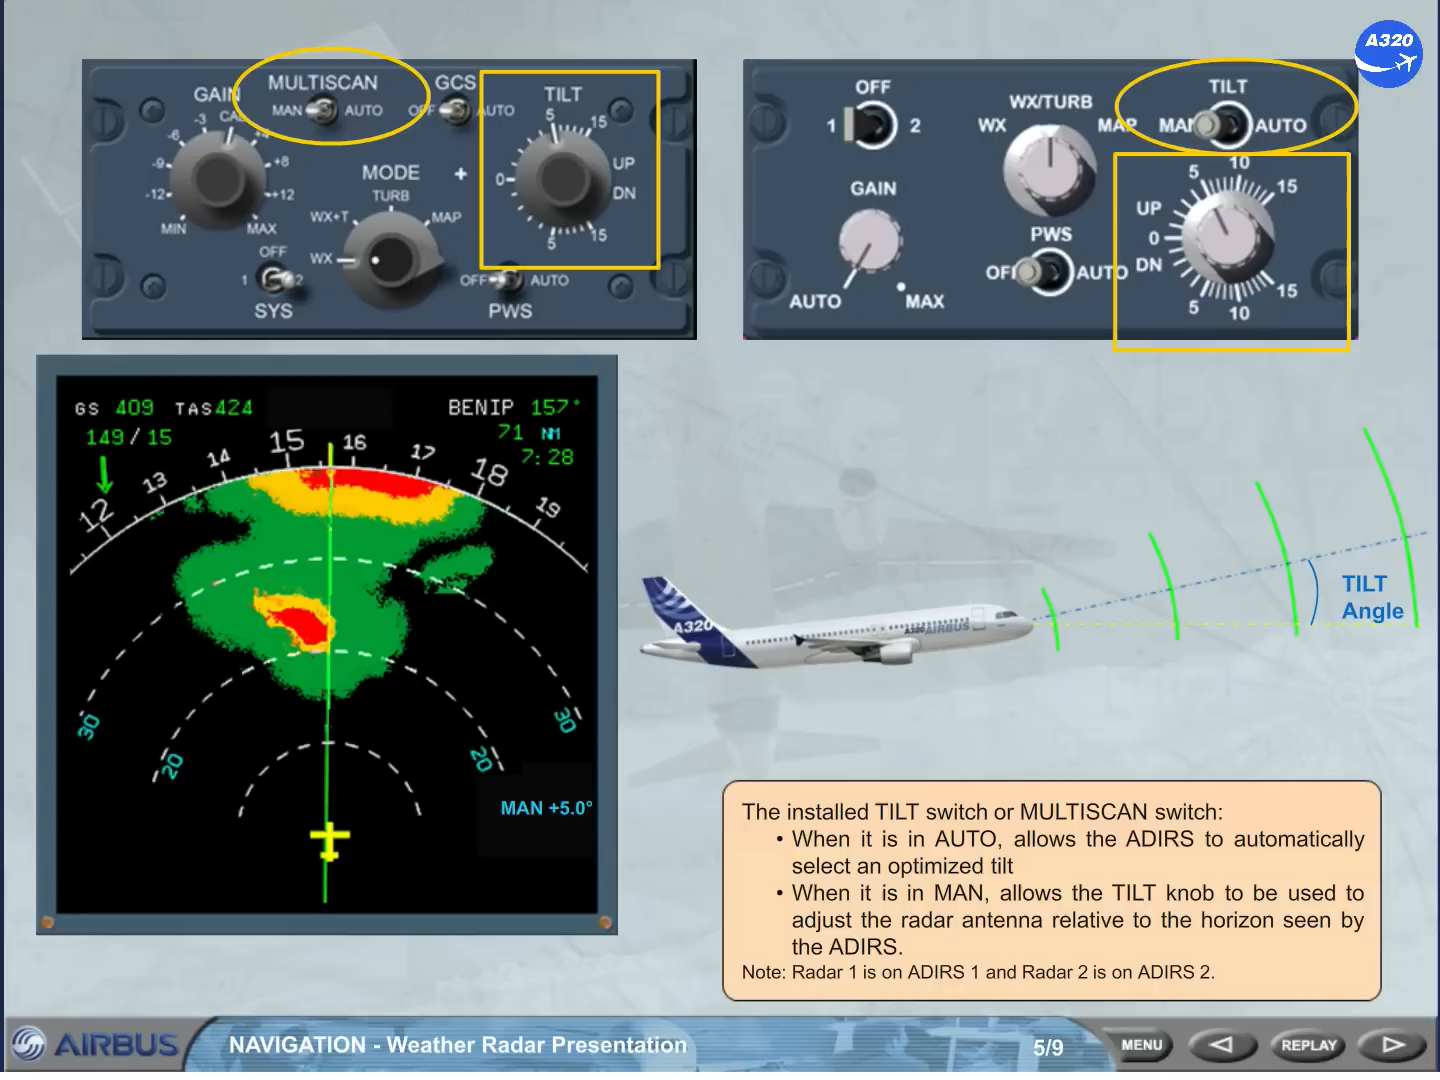 A320
GAIN
MULTISCAN
GCS
TILT
MAN
AUTO
OFF
AUTO
-3
CAL
+4
-6
-9
+8
-12
+12
MIN
MAX
MODE
TURB
WX+T
MAP
WX
+
5
15
UP
0
DN
5
15
OFF
1
2
SYS
OFF
AUTO
PWS
OFF
1
2
WX/TURB
WX
MAP
TILT
MAN
AUTO
GAIN
AUTO
MAX
PWS
OFF
AUTO
5
10
15
UP
0
DN
5
10
15
GS 409 TAS424
BENIP 157°
149/15
71 NM
7:28
12
13
14
15
16
17
18
19
30
20
20
30
MAN +5.0°
A320
A320 AIRBUS
TILT
Angle
The installed TILT switch or MULTISCAN switch:
• When it is in AUTO, allows the ADIRS to automatically
select an optimized tilt
• When it is in MAN, allows the TILT knob to be used to
adjust the radar antenna relative to the horizon seen by
the ADIRS.
Note: Radar 1 is on ADIRS 1 and Radar 2 is on ADIRS 2.
AIRBUS
NAVIGATION - Weather Radar Presentation
5/9
MENU
REPLAY